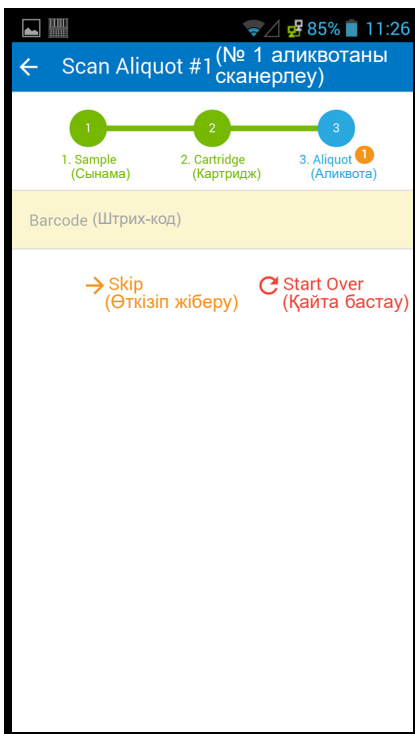 85% 11:26
Scan Aliquot #1 (№ 1 аликвотаны
сканерлеу)
1 2 3
1. Sample 2. Cartridge 3. Aliquot 1
(Сынама) (Картридж) (Аликвота)
Barcode (Штрих-код)
Skip Start Over
(Өткізіп жіберу) (Қайта бастау)